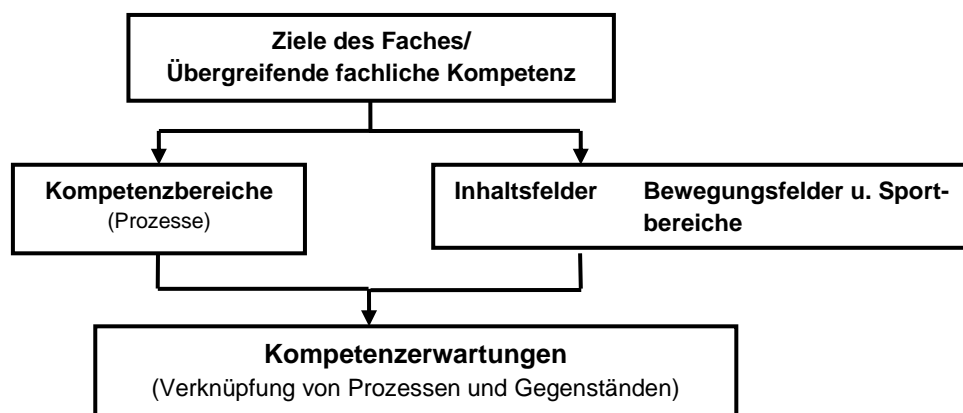 Ziele des Faches/
Übergreifende fachliche Kompetenz
Kompetenzbereiche
(Prozesse)
Inhaltsfelder Bewegungsfelder u. Sport-
bereiche
Kompetenzerwartungen
(Verknüpfung von Prozessen und Gegenständen)